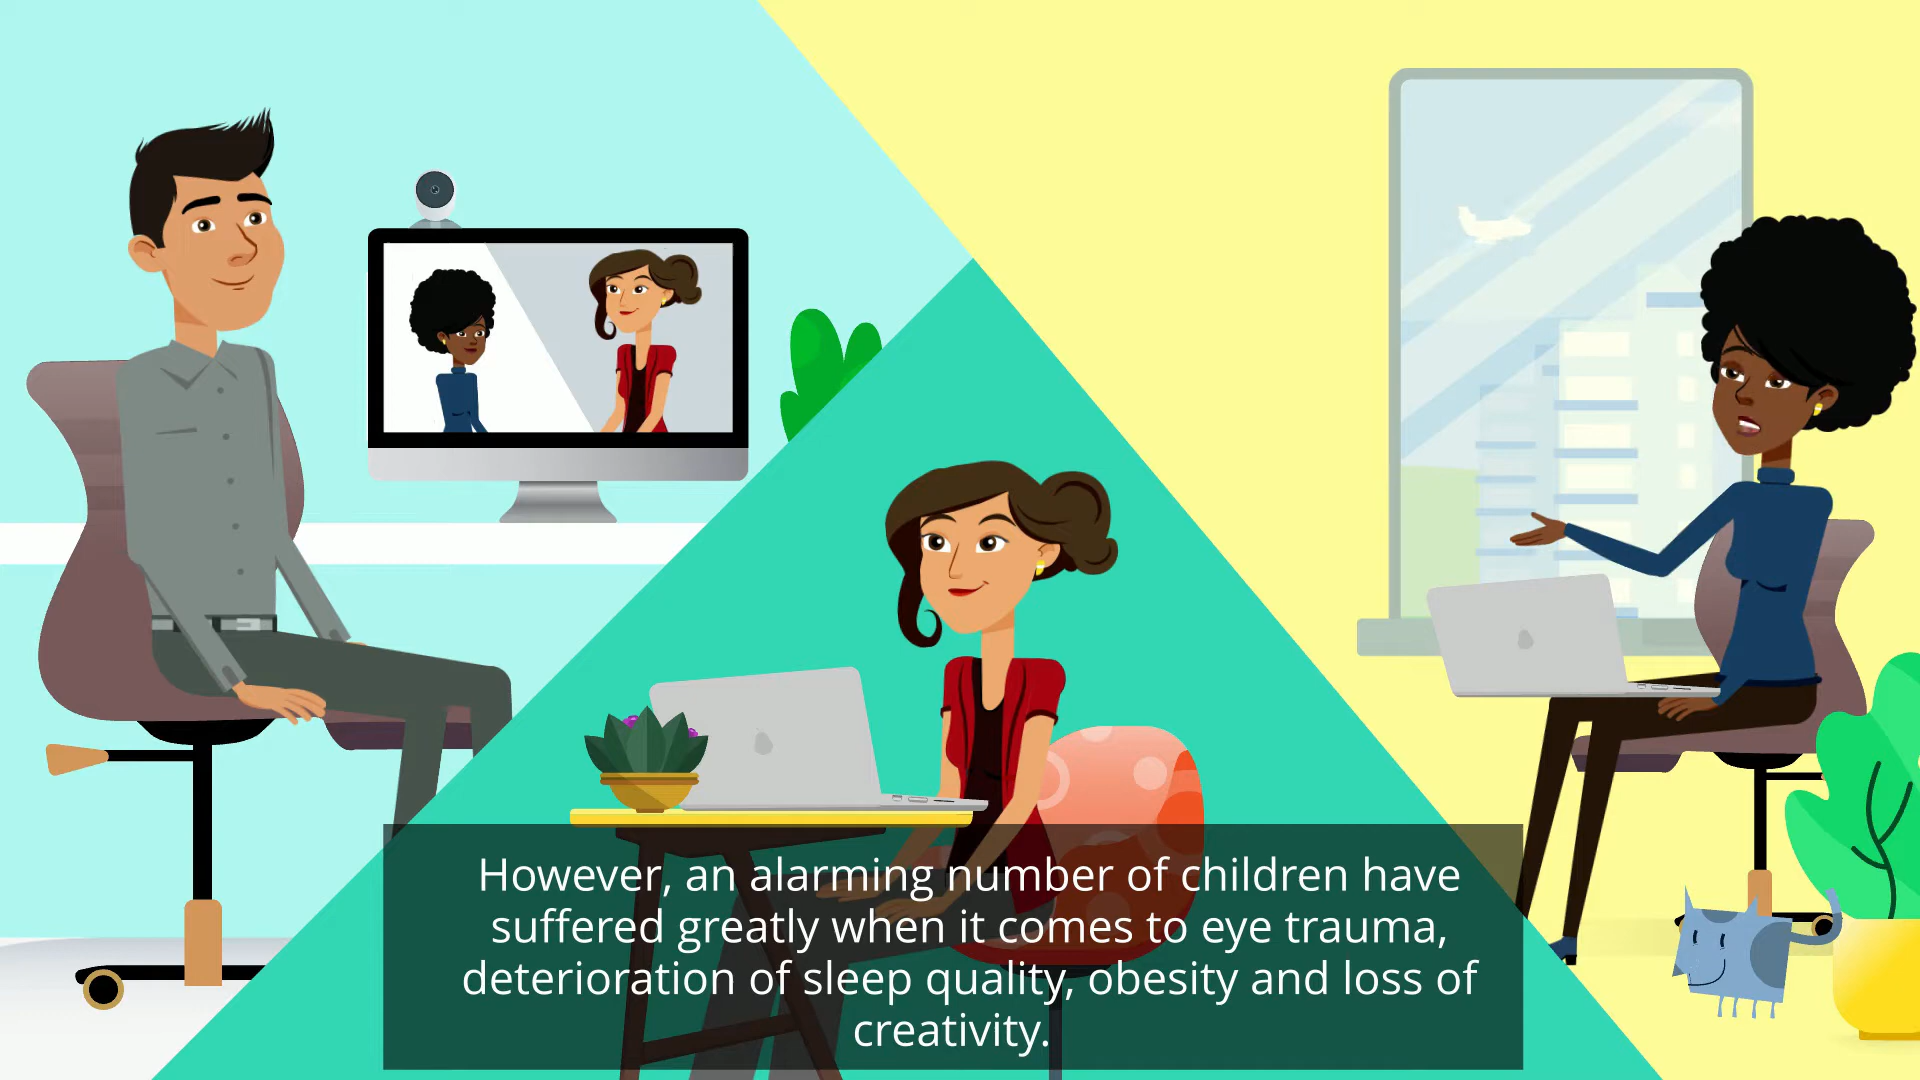 However, an alarming number of children have
suffered greatly when it comes to eye trauma,
deterioration of sleep quality, obesity and loss of
creativity.